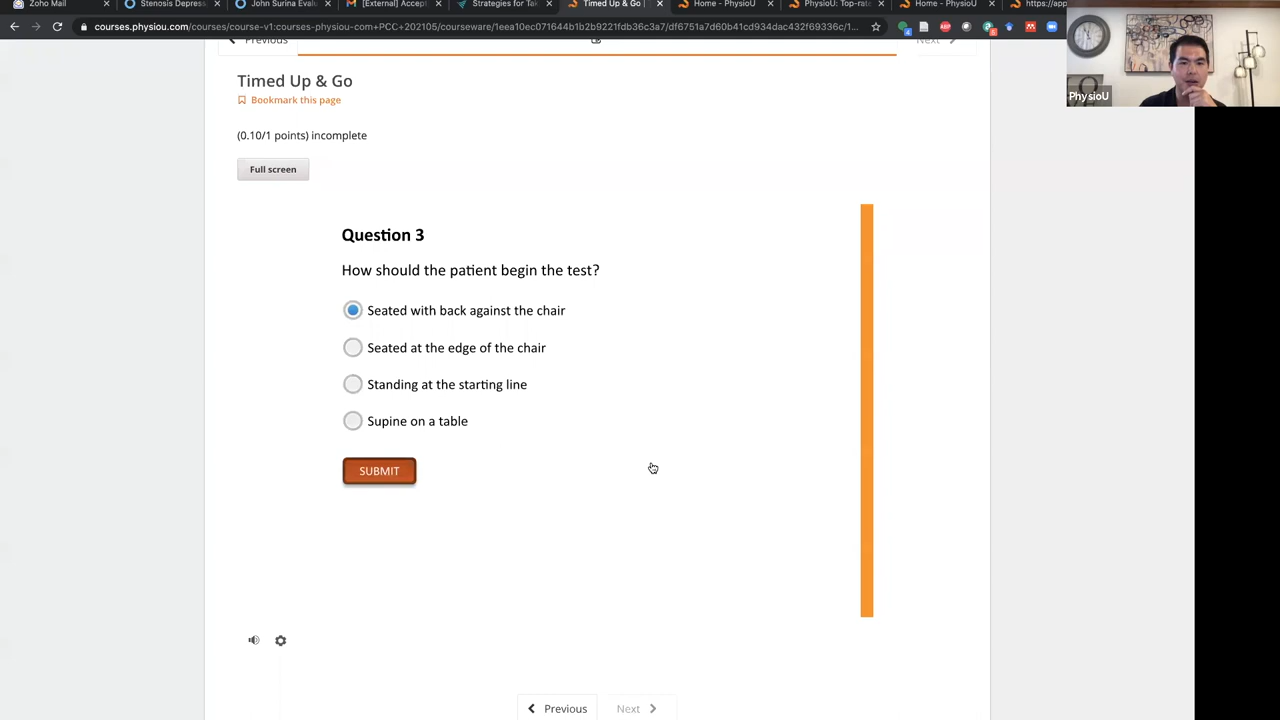 Zoho Mail
Stenosis Depress
John Surina Evalu
[External] Accept
Strategies for Tak
Timed Up & Go
Home - PhysioU
PhysioU: Top-rate
Home - PhysioU
https://app
courses.physiou.com/courses/course-v1:courses-physiou-com+PCC+202105/courseware/1eea10ec071644b1b2b9221fdb36c3a7/df6751a7d60b41cd934dac432f69336c/1...
Previous
Next
PhysioU
Timed Up & Go
Bookmark this page
(0.10/1 points) incomplete
Full screen
Question 3
How should the patient begin the test?
Seated with back against the chair
Seated at the edge of the chair
Standing at the starting line
Supine on a table
SUBMIT
Previous
Next